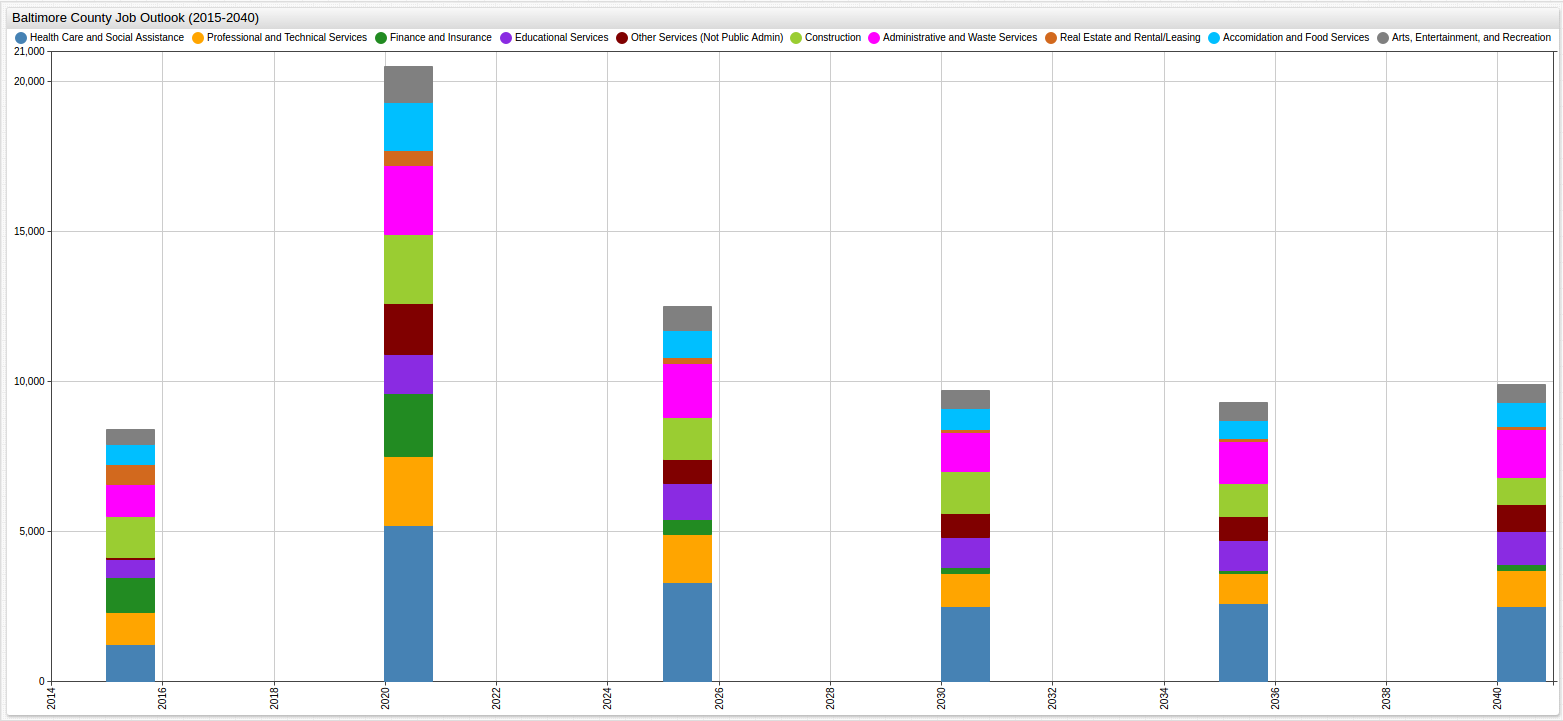 Baltimore County Job Outlook (2015-2040)
Health Care and Social Assistance Professional and Technical Services Finance and Insurance Educational Services Other Services (Not Public Admin) Construction Administrative and Waste Services Real Estate and Rental/Leasing Accomidation and Food Services Arts, Entertainment, and Recreation
21,000
20,000
15,000
10,000
5,000
0
2014 2016 2018 2020 2022 2024 2026 2028 2030 2032 2034 2036 2038 2040